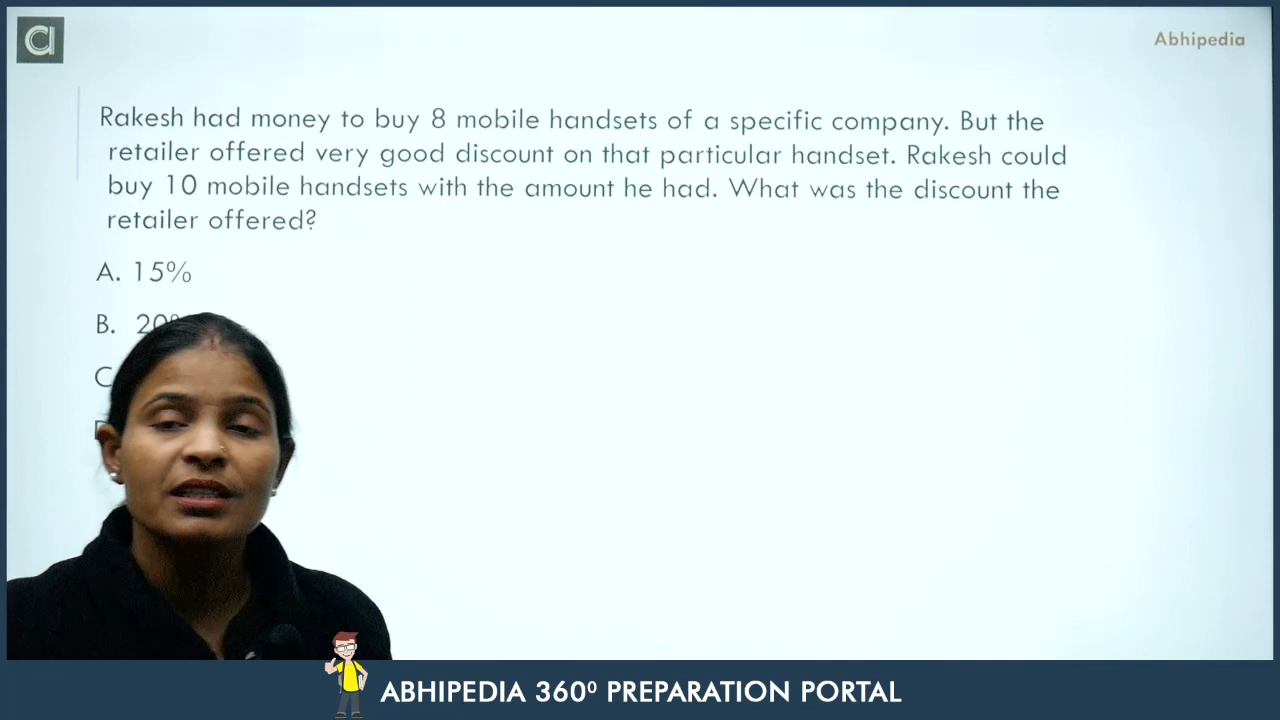 Abhipedia
Rakesh had money to buy 8 mobile handsets of a specific company. But the
retailer offered very good discount on that particular handset. Rakesh could
buy 10 mobile handsets with the amount he had. What was the discount the
retailer offered?
A. 15%
B. 20%
C
ABHIPEDIA 360⁰ PREPARATION PORTAL